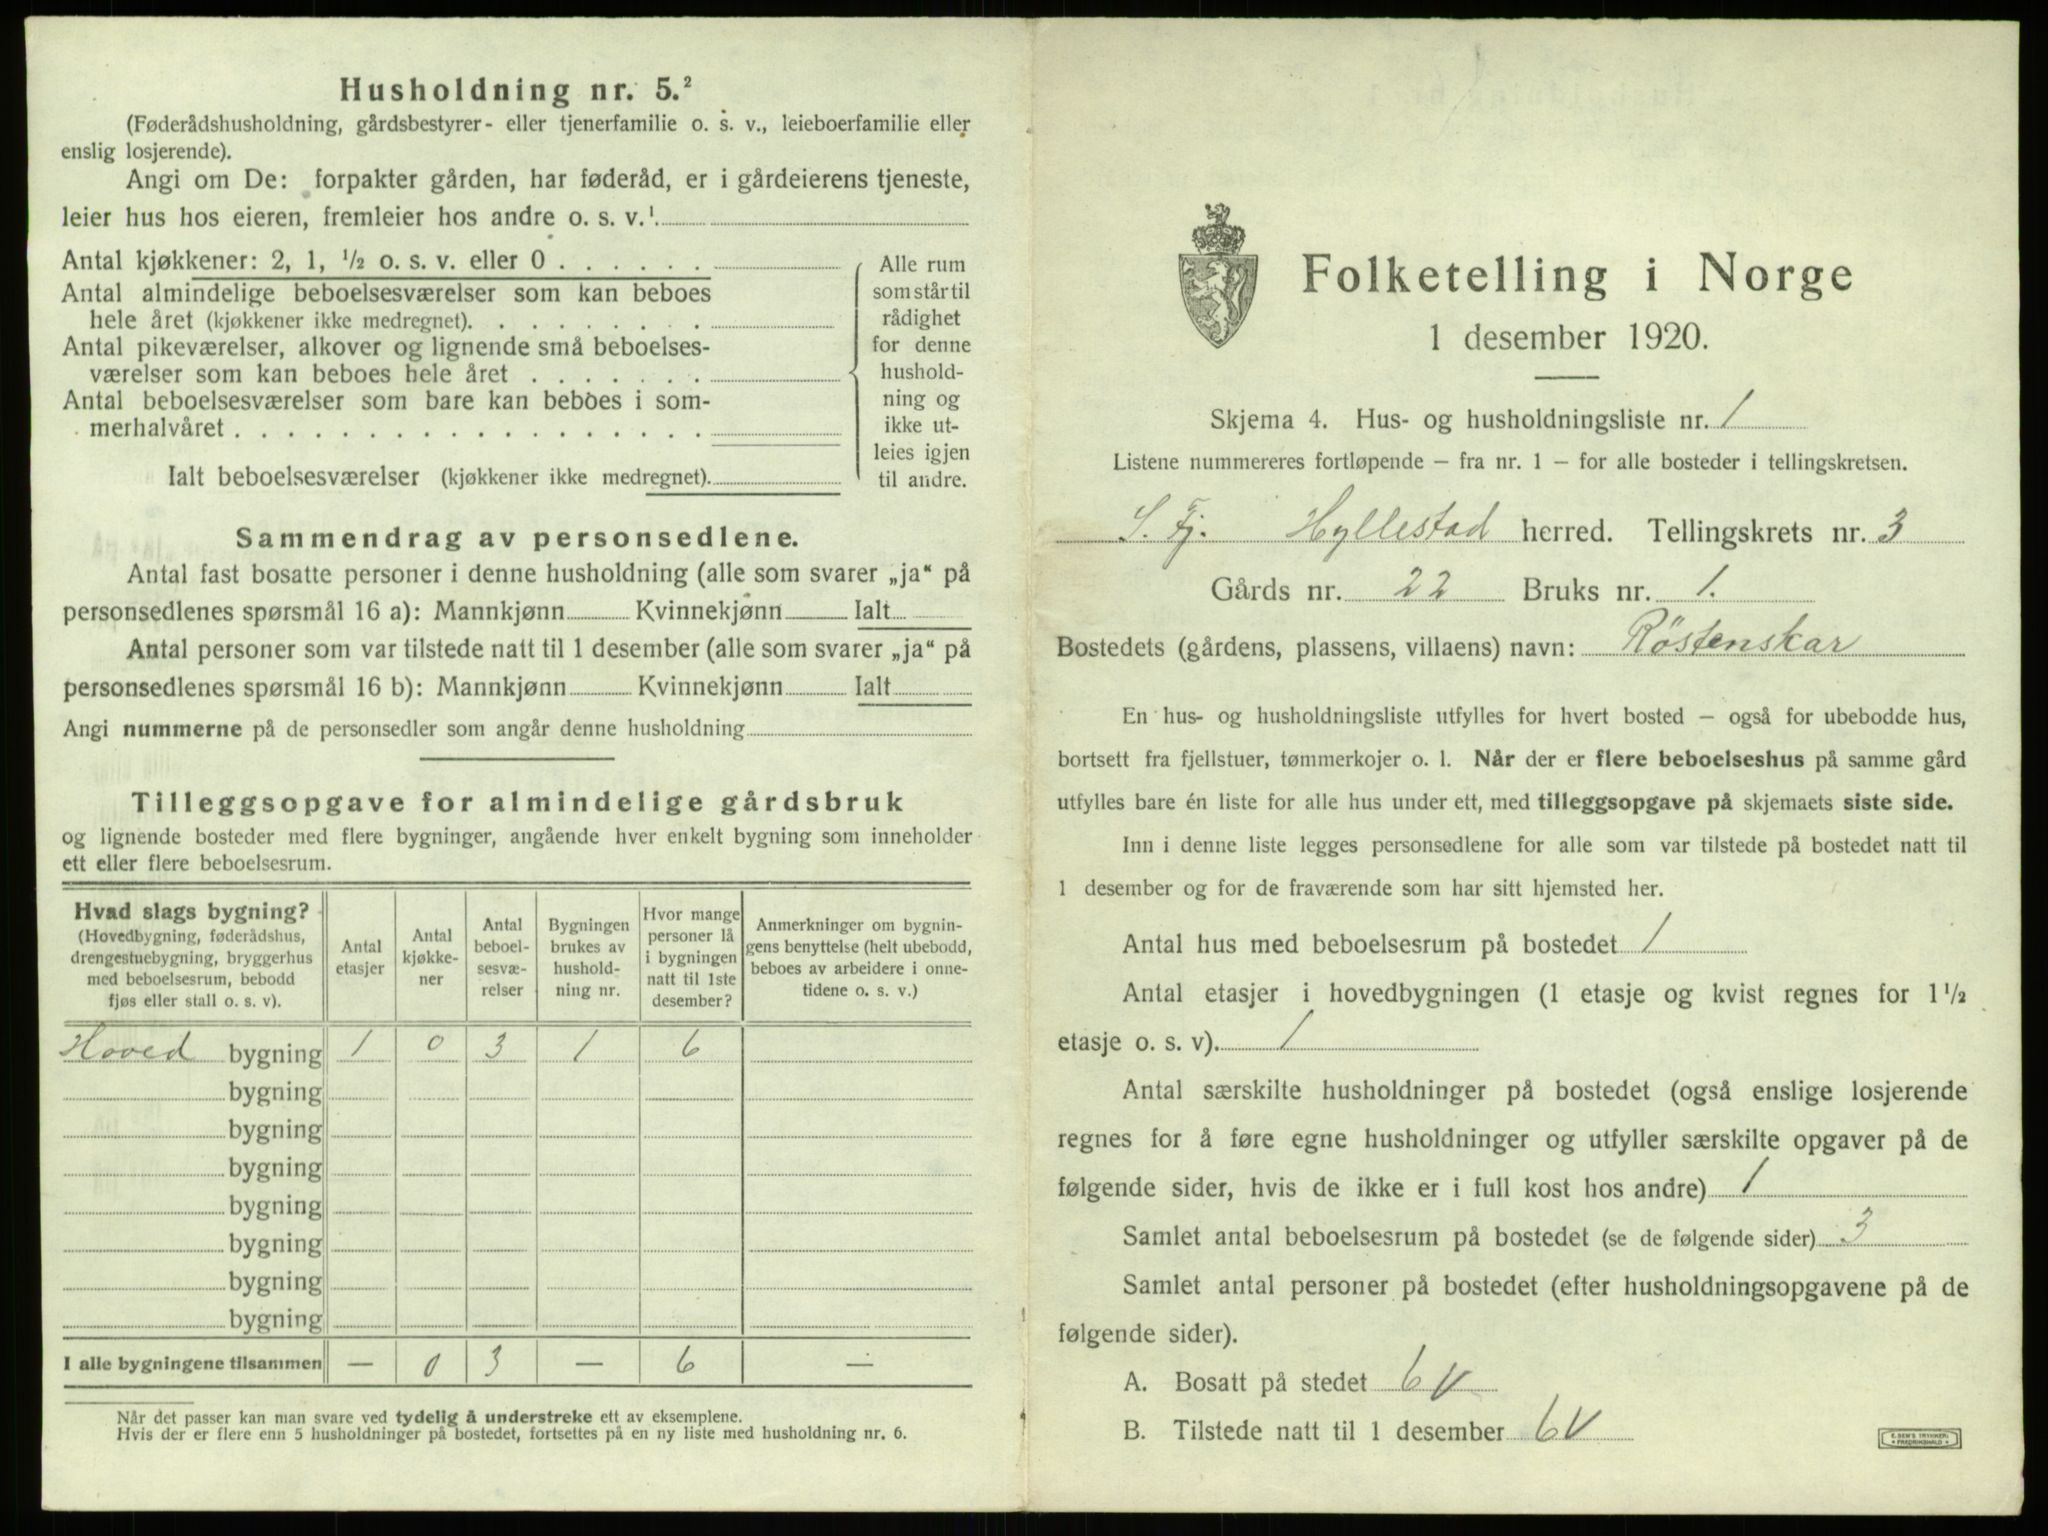 Husholdning nr. 5.²
(Føderådshusholdning, gårdsbestyrer- eller tjenerfamilie o. s. v., leieboerfamilie eller
enslig losjerende).
Angi om De: forpakter gården, har føderåd, er i gårdeierens tjeneste,
leier hus hos eieren, fremleier hos andre o. s. v.¹
Antal kjøkkener: 2, 1, ½ o. s. v. eller 0 . . . . . .
Antal almindelige beboelsesværelser som kan beboes
hele året (kjøkkener ikke medregnet). . . . . . . . .
Antal pikeværelser, alkover og lignende små beboelses-
værelser som kan beboes hele året . . . . . . .
Antal beboelsesværelser som bare kan beboes i som-
merhalvåret . . . . . . . . . . . . . . . . . .
Ialt beboelsesværelser (kjøkkener ikke medregnet).
Alle rum
som står til
rådighet
for denne
hushold-
ning og
ikke ut-
leies igjen
til andre.
Sammendrag av personsedlene.
Antal fast bosatte personer i denne husholdning (alle som svarer „ja“ på
personsedlenes spørsmål 16 a): Mannkjønn Kvinnekjønn Ialt
Antal personer som var tilstede natt til 1 desember (alle som svarer „ja“ på
personsedlenes spørsmål 16 b): Mannkjønn Kvinnekjønn Ialt
Angi nummerne på de personsedler som angår denne husholdning
Tilleggsopgave for almindelige gårdsbruk
og lignende bosteder med flere bygninger, angående hver enkelt bygning som inneholder
ett eller flere beboelsesrum.
Hvad slags bygning?
(Hovedbygning, føderådshus,
drengestuebygning, bryggerhus
med beboelsesrum, bebodd
fjøs eller stall o. s. v).
Antal
etasjer
Antal
kjøkke-
ner
Antal
beboel-
sesvæ-
relser
Bygningen
brukes av
hushold-
ning nr.
Hvor mange
personer lå
i bygningen
natt til 1ste
desember?
Anmerkninger om bygnin-
gens benyttelse (helt ubebodd,
beboes av arbeidere i onne-
tidene o. s. v.)
Hoved bygning 1 0 3 1 6
bygning
bygning
bygning
bygning
bygning
bygning
bygning
I alle bygningene tilsammen — 0 3 — 6 —
Når det passer kan man svare ved tydelig å understreke ett av eksemplene.
Hvis der er flere enn 5 husholdninger på bostedet, fortsettes på en ny liste med husholdning nr. 6.
Folketelling i Norge
1 desember 1920.
Skjema 4. Hus- og husholdningsliste nr. 1
Listene nummereres fortløpende – fra nr. 1 – for alle bosteder i tellingskretsen.
S. Fj. Hyllestad herred. Tellingskrets nr. 3
Gårds nr. 22 Bruks nr. 1.
Bostedets (gårdens, plassens, villaens) navn: Röstenskar
En hus- og husholdningsliste utfylles for hvert bosted – også for ubebodde hus,
bortsett fra fjellstuer, tømmerkojer o. l. Når der er flere beboelseshus på samme gård
utfylles bare én liste for alle hus under ett, med tilleggsopgave på skjemaets siste side.
Inn i denne liste legges personsedlene for alle som var tilstede på bostedet natt til
1 desember og for de fraværende som har sitt hjemsted her.
Antal hus med beboelsesrum på bostedet 1
Antal etasjer i hovedbygningen (1 etasje og kvist regnes for 1½
etasje o. s. v). 1
Antal særskilte husholdninger på bostedet (også enslige losjerende
regnes for å føre egne husholdninger og utfyller særskilte opgaver på de
følgende sider, hvis de ikke er i full kost hos andre) 1
Samlet antal beboelsesrum på bostedet (se de følgende sider) 3
Samlet antal personer på bostedet (efter husholdningsopgavene på de
følgende sider).
A. Bosatt på stedet 6 V
B. Tilstede natt til 1 desember 6 V
E. SEM'S TRYKKERI
FREDRIKSHALD